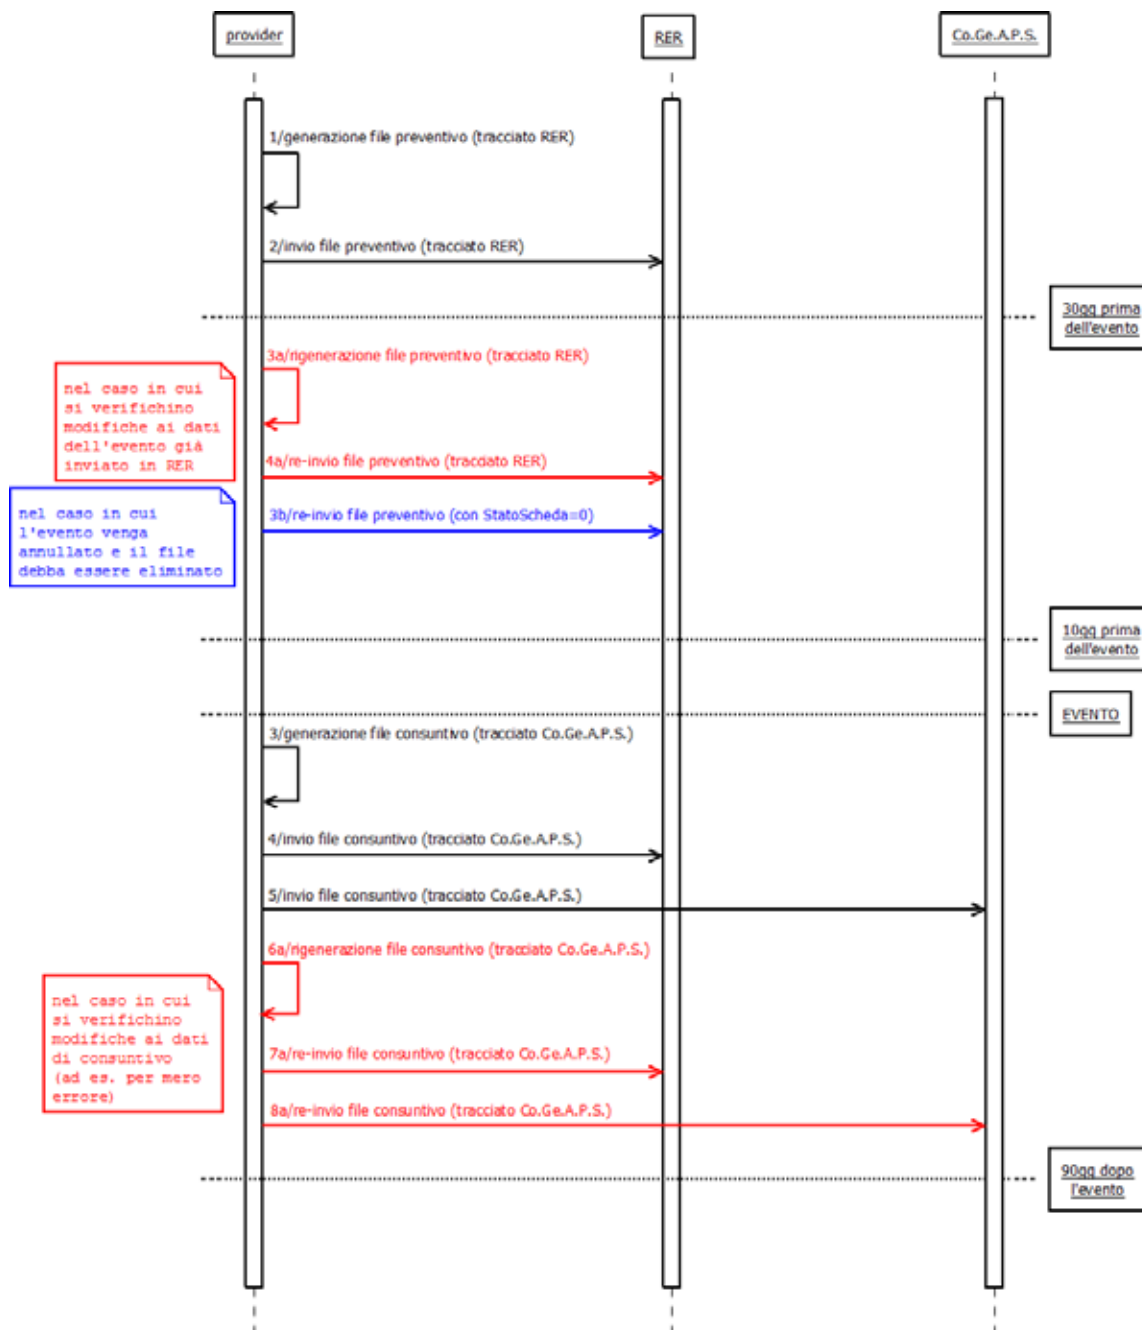 provider
RER
Co.Ge.A.P.S.
1/generazione file preventivo (tracciato RER)
2/invio file preventivo (tracciato RER)
30gg prima
dell'evento
3a/rigenerazione file preventivo (tracciato RER)
nel caso in cui
si verifichino
modifiche ai dati
dell'evento già
inviato in RER
4a/re-invio file preventivo (tracciato RER)
3b/re-invio file preventivo (con StatoScheda=0)
nel caso in cui
l'evento venga
annullato e il file
debba essere eliminato
10gg prima
dell'evento
EVENTO
3/generazione file consuntivo (tracciato Co.Ge.A.P.S.)
4/invio file consuntivo (tracciato Co.Ge.A.P.S.)
5/invio file consuntivo (tracciato Co.Ge.A.P.S.)
6a/rigenerazione file consuntivo (tracciato Co.Ge.A.P.S.)
nel caso in cui
si verifichino
modifiche ai dati
di consuntivo
(ad es. per mero
errore)
7a/re-invio file consuntivo (tracciato Co.Ge.A.P.S.)
8a/re-invio file consuntivo (tracciato Co.Ge.A.P.S.)
90gg dopo
l'evento